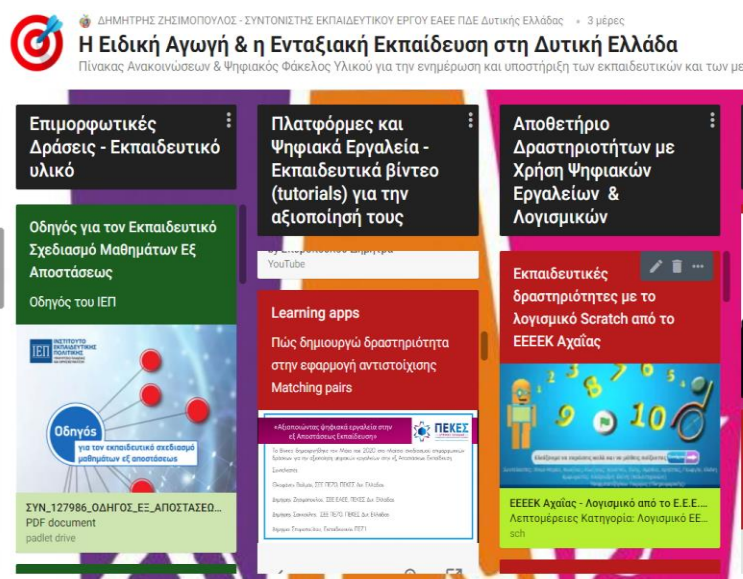 ΔΗΜΗΤΡΗΣ ΖΗΣΙΜΟΠΟΥΛΟΣ - ΣΥΝΤΟΝΙΣΤΗΣ ΕΚΠΑΙΔΕΥΤΙΚΟΥ ΕΡΓΟΥ ΕΑΕΕ ΠΔΕ Δυτικής Ελλάδας • 3 μέρες
Η Ειδική Αγωγή & η Ενταξιακή Εκπαίδευση στη Δυτική Ελλάδα
Πίνακας Ανακοινώσεων & Ψηφιακός Φάκελος Υλικού για την ενημέρωση και υποστήριξη των εκπαιδευτικών και των με
Επιμορφωτικές
Δράσεις - Εκπαιδευτικό
υλικό
Οδηγός για τον Εκπαιδευτικό
Σχεδιασμό Μαθημάτων Εξ
Αποστάσεως
Οδηγός του ΙΕΠ
ΙΕΠ
ΙΝΣΤΙΤΟΥΤΟ
ΕΚΠΑΙΔΕΥΤΙΚΗΣ
ΠΟΛΙΤΙΚΗΣ
Οδηγός
για τον εκπαιδευτικό σχεδιασμό
μαθημάτων εξ αποστάσεως
ΣΥΝ_127986_ΟΔΗΓΟΣ_ΕΞ_ΑΠΟΣΤΑΣΕΩ...
PDF document
padlet drive
Πλατφόρμες και
Ψηφιακά Εργαλεία -
Εκπαιδευτικά βίντεο
(tutorials) για την
αξιοποίησή τους
YouTube
Learning apps
Πώς δημιουργώ δραστηριότητα
στην εφαρμογή αντιστοίχισης
Matching pairs
«Αξιοποιώντας ψηφιακά εργαλεία στην
εξ Αποστάσεως Εκπαίδευση»
ΠΕΚΕΣ
Αποθετήριο
Δραστηριοτήτων με
Χρήση Ψηφιακών
Εργαλείων &
Λογισμικών
Εκπαιδευτικές
δραστηριότητες με το
λογισμικό Scratch από το
ΕΕΕΕΚ Αχαΐας
ΕΕΕΕΚ Αχαΐας - Λογισμικό από το Ε.Ε.Ε....
Λεπτομέρειες Κατηγορία: Λογισμικό ΕΕ...
sch